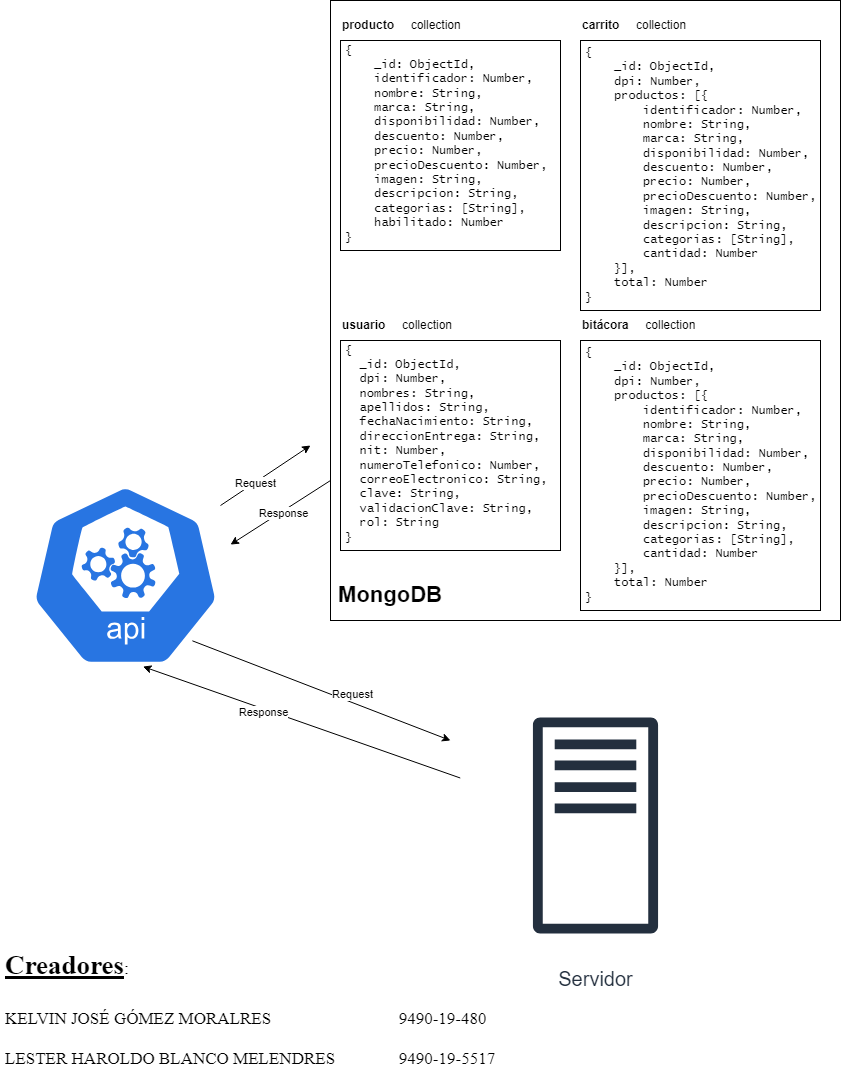 producto collection
{
    _id: ObjectId,
    identificador: Number,
    nombre: String,
    marca: String,
    disponibilidad: Number,
    descuento: Number,
    precio: Number,
    precioDescuento: Number,
    imagen: String,
    descripcion: String,
    categorias: [String],
    habilitado: Number
}
carrito collection
{
    _id: ObjectId,
    dpi: Number,
    productos: [{
        identificador: Number,
        nombre: String,
        marca: String,
        disponibilidad: Number,
        descuento: Number,
        precio: Number,
        precioDescuento: Number,
        imagen: String,
        descripcion: String,
        categorias: [String],
        cantidad: Number
    }],
    total: Number
}
usuario collection
{
  _id: ObjectId,
  dpi: Number,
  nombres: String,
  apellidos: String,
  fechaNacimiento: String,
  direccionEntrega: String,
  nit: Number,
  numeroTelefonico: Number,
  correoElectronico: String,
  clave: String,
  validacionClave: String,
  rol: String
}
bitácora collection
{
    _id: ObjectId,
    dpi: Number,
    productos: [{
        identificador: Number,
        nombre: String,
        marca: String,
        disponibilidad: Number,
        descuento: Number,
        precio: Number,
        precioDescuento: Number,
        imagen: String,
        descripcion: String,
        categorias: [String],
        cantidad: Number
    }],
    total: Number
}
MongoDB
Request
Response
api
Request
Response
Servidor
Creadores:
KELVIN JOSÉ GÓMEZ MORALRES 9490-19-480
LESTER HAROLDO BLANCO MELENDRES 9490-19-5517